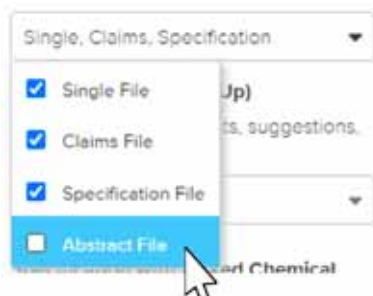 Single, Claims, Specification
Single File
Up)
Claims File
ts, suggestions,
Specification File
Abstract File
ed Chemical